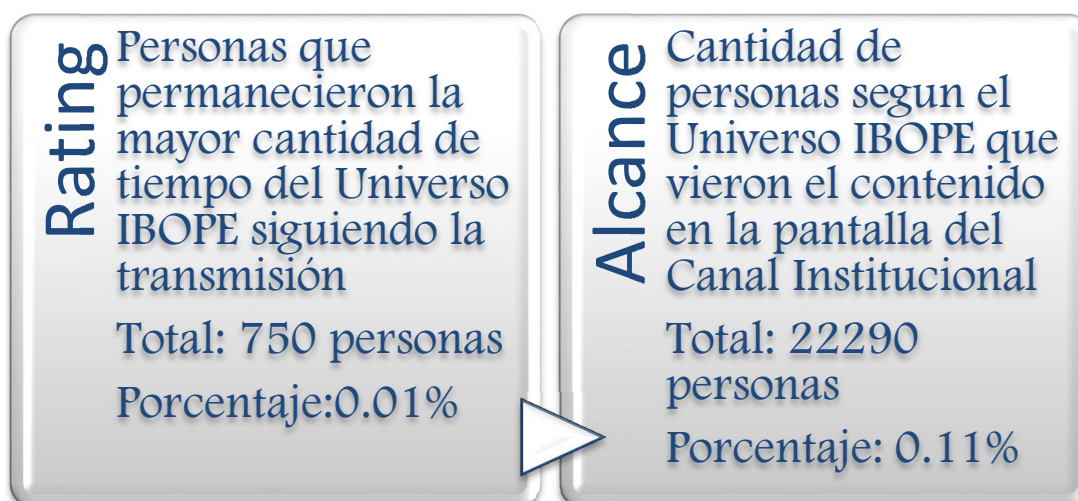 Rating
Personas que
permanecieron la
mayor cantidad de
tiempo del Universo
IBOPE siguiendo la
transmisión
Total: 750 personas
Porcentaje:0.01%
Alcance
Cantidad de
personas segun el
Universo IBOPE que
vieron el contenido
en la pantalla del
Canal Institucional
Total: 22290
personas
Porcentaje: 0.11%